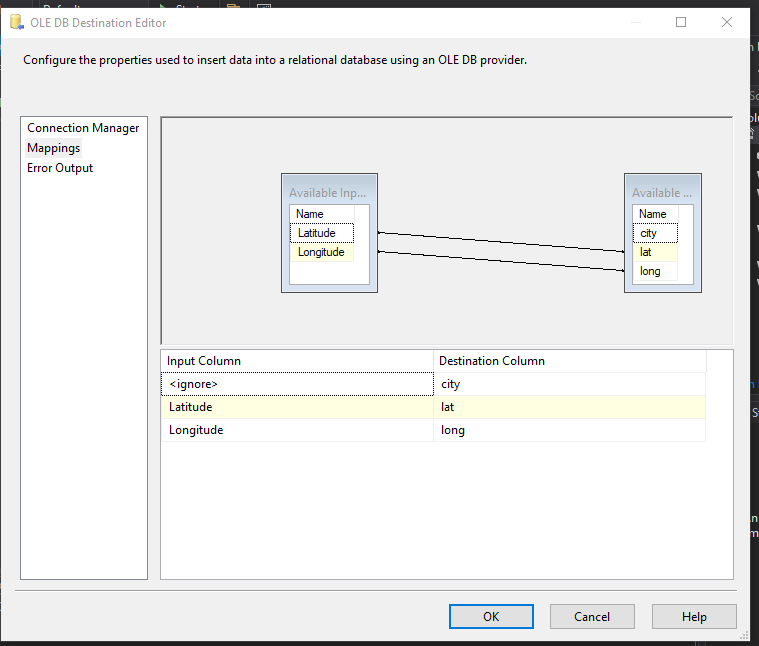 OLE DB Destination Editor
Configure the properties used to insert data into a relational database using an OLE DB provider.
Connection Manager
Mappings
Error Output
Available Inp...
Name
Latitude
Longitude
Available ...
Name
city
lat
long
Input Column Destination Column
<ignore> city
Latitude lat
Longitude long
OK Cancel Help